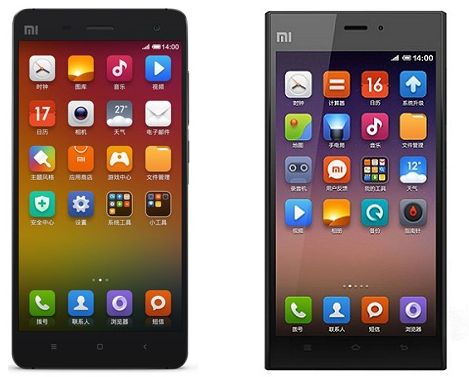 MI
14:00
时钟 图库 音乐 视频
17 27°
日历 相机 天气 电子邮件
MI
主题风格 应用商店 游戏中心 文件管理
安全中心 设置 系统工具 小工具
拨号 联系人 浏览器 短信
MI
14:00
16
时钟 计算器 日历 系统升级
地图 手电筒 音乐 文件管理
MI 12°
录音机 用户反馈 我的工具 天气
视频 相册 备份 指南针
拨号 联系人 短信 浏览器